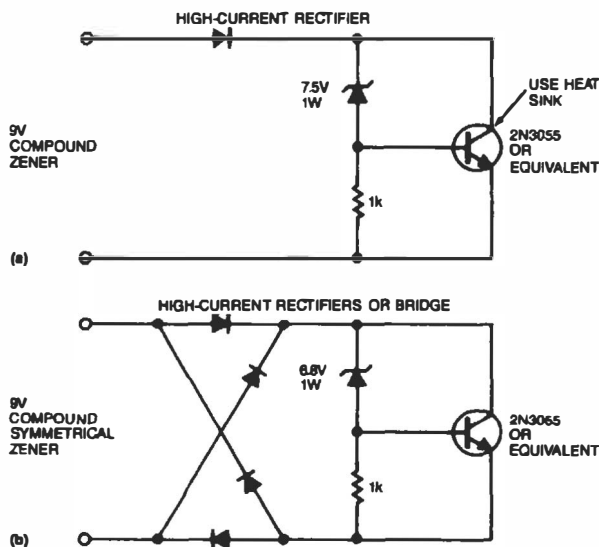 HIGH-CURRENT RECTIFIER
7.5V
1W
USE HEAT
SINK
9V
COMPOUND
ZENER
2N3055
OR
EQUIVALENT
1k
(a)
HIGH-CURRENT RECTIFIERS OR BRIDGE
6.8V
1W
9V
COMPOUND
SYMMETRICAL
ZENER
2N3065
OR
EQUIVALENT
1k
(b)